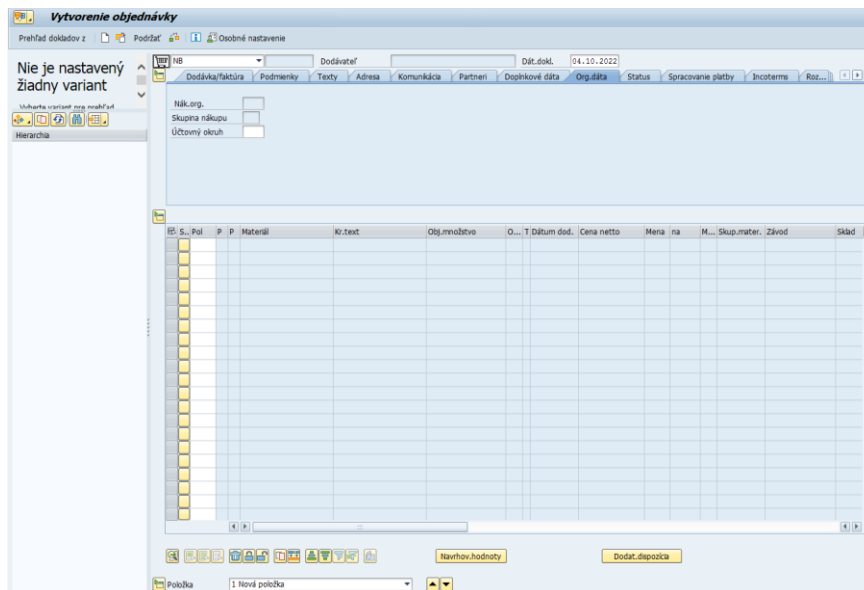 Vytvorenie objednávky
Prehľad dokladov z Podržať Osobné nastavenie
Nie je nastavený
žiadny variant
Vyberte variant pre prehľad
Hierarchia
NB Dodávateľ Dát.dokl. 04.10.2022
Dodávka/faktúra Podmienky Texty Adresa Komunikácia Partneri Doplnkové dáta Org.dáta Status Spracovanie platby Incoterms Roz...
Nák.org.
Skupina nákupu
Účtovný okruh
S.. Pol P P Materiál Kr.text Obj.množstvo O... T Dátum dod. Cena netto Mena na M... Skup.mater. Závod Sklad
Navrhov.hodnoty Dodat.dispozícia
Položka 1 Nová položka